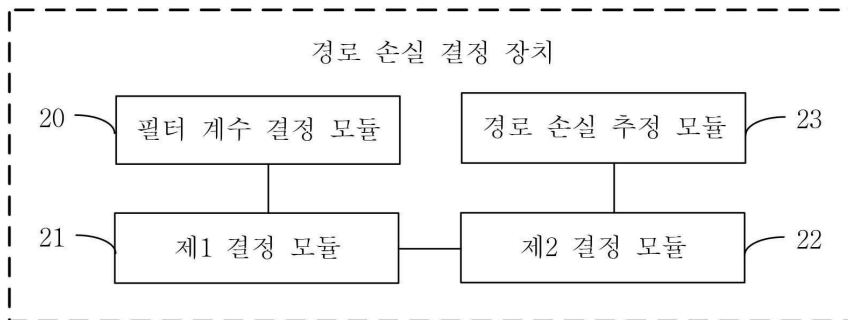 경로 손실 결정 장치
20 필터 계수 결정 모듈 경로 손실 추정 모듈 23
21 제1 결정 모듈 제2 결정 모듈 22